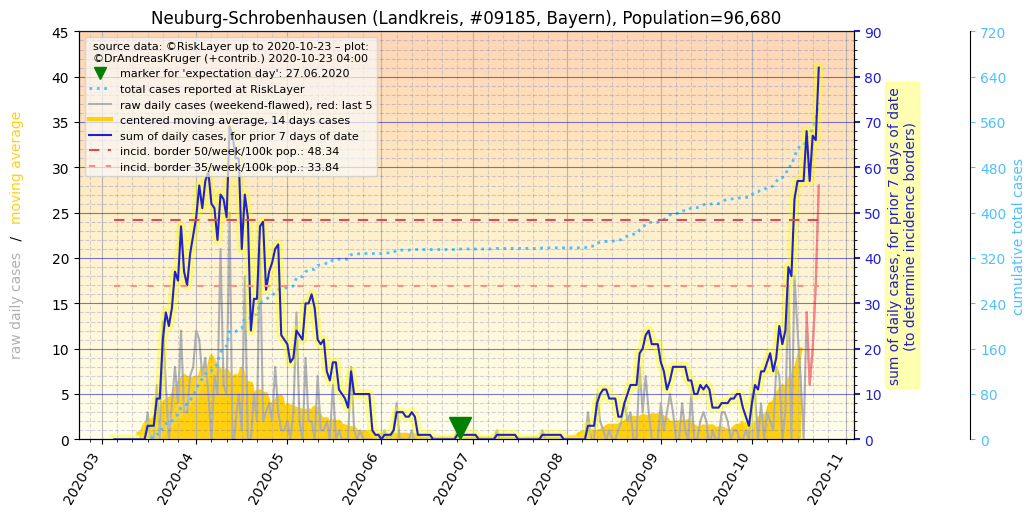 Neuburg-Schrobenhausen (Landkreis, #09185, Bayern), Population=96,680
source data: ©RiskLayer up to 2020-10-23 – plot:
©DrAndreasKruger (+contrib.) 2020-10-23 04:00
marker for 'expectation day': 27.06.2020
total cases reported at RiskLayer
raw daily cases (weekend-flawed), red: last 5
centered moving average, 14 days cases
sum of daily cases, for prior 7 days of date
incid. border 50/week/100k pop.: 48.34
incid. border 35/week/100k pop.: 33.84
raw daily cases / moving average
45
40
35
30
25
20
15
10
5
0
90
80
70
60
50
40
30
20
10
0
sum of daily cases, for prior 7 days of date
(to determine incidence borders)
720
640
560
480
400
320
240
160
80
0
cumulative total cases
2020-03
2020-04
2020-05
2020-06
2020-07
2020-08
2020-09
2020-10
2020-11